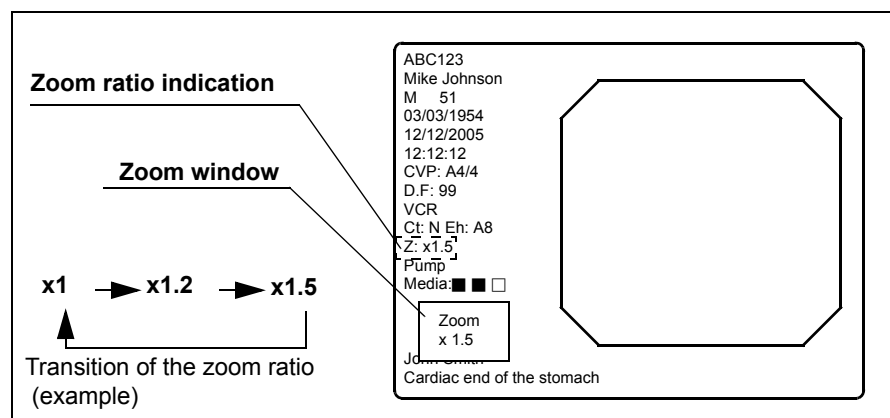 Zoom ratio indication
Zoom window
x1 x1.2 x1.5
Transition of the zoom ratio
(example)
ABC123
Mike Johnson
M 51
03/03/1954
12/12/2005
12:12:12
CVP: A4/4
D.F: 99
VCR
Ct: N Eh: A8
Z: x1.5
Pump
Media:
Zoom
x 1.5
John Smith
Cardiac end of the stomach